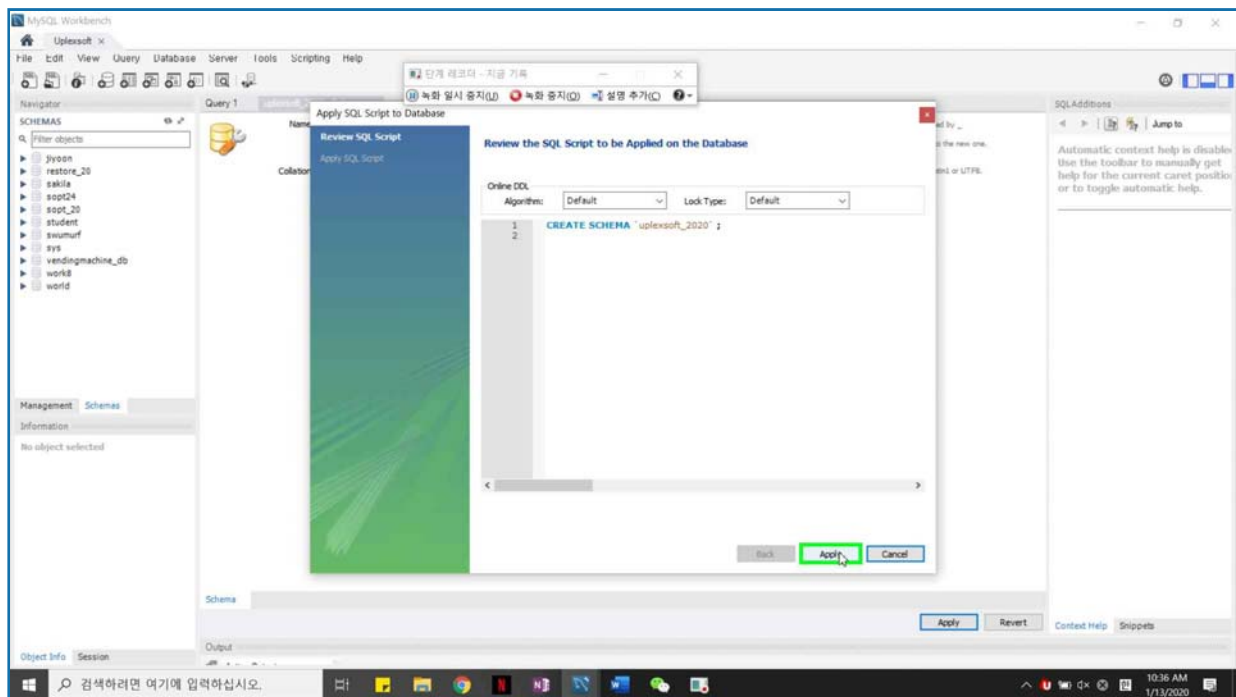 MySQL Workbench
Uplexsoft ×
File Edit View Query Database Server Tools Scripting Help
단계 레코더 - 지금 기록
녹화 일시 중지(U) 녹화 중지(O) 설명 추가(C)
Navigator
SCHEMAS
Filter objects
jiyoon
restore_20
sakila
sopt24
sopt_20
student
swumurf
sys
vendingmachine_db
work8
world
Management Schemas
Information
No object selected
Object Info Session
Query 1
Name
Collation
Schema
Output
Apply SQL Script to Database
Review SQL Script
Apply SQL Script
Review the SQL Script to be Applied on the Database
Online DDL
Algorithm: Default Lock Type: Default
1 CREATE SCHEMA `uplexsoft_2020` ;
2
Back Apply Cancel
Apply Revert
SQLAdditions
Jump to
Automatic context help is disabled
Use the toolbar to manually get
help for the current caret position
or to toggle automatic help.
Context Help Snippets
검색하려면 여기에 입력하십시오.
10:36 AM
1/13/2020